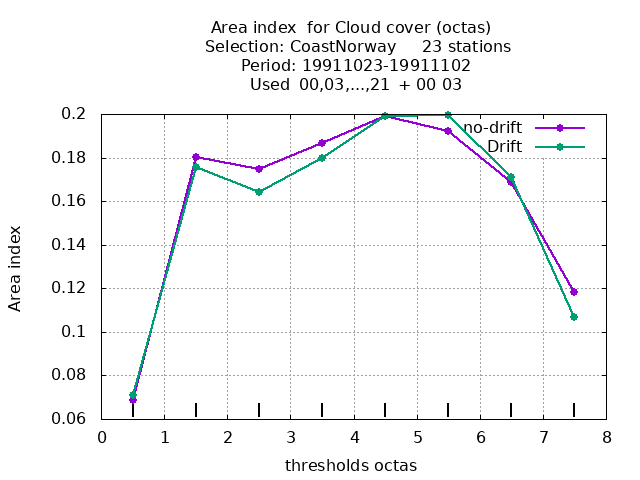 Area index  for Cloud cover (octas)
Selection: CoastNorway     23 stations
Period: 19911023-19911102
Used  00,03,...,21  + 00 03
no-drift
Drift
0.2
0.18
0.16
0.14
0.12
0.1
0.08
0.06
Area index
0 1 2 3 4 5 6 7 8
thresholds octas